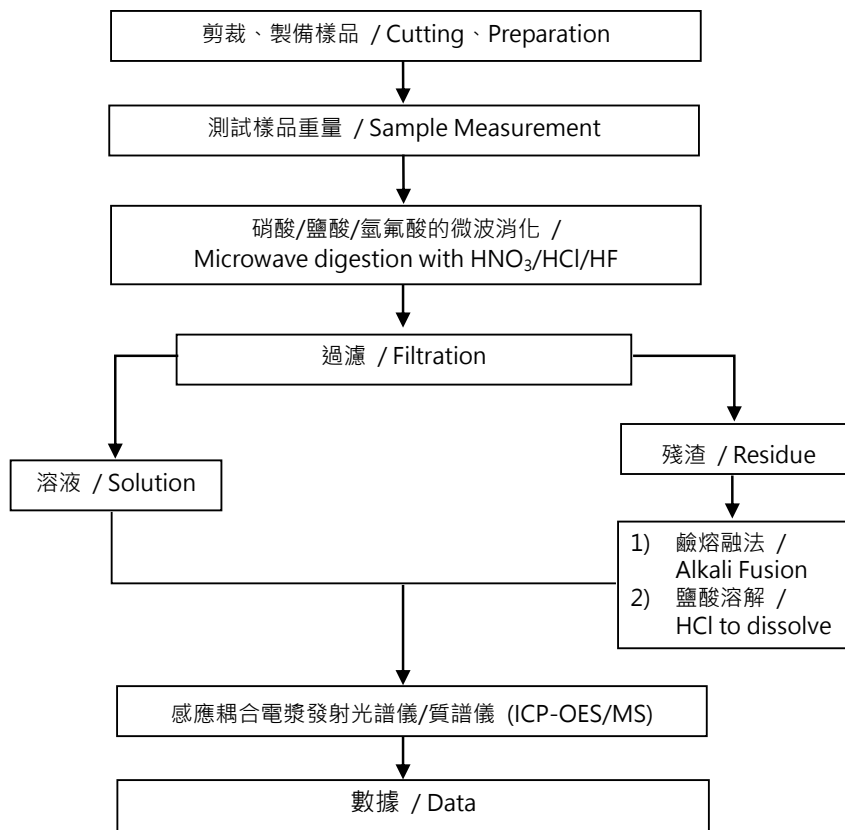 剪裁、製備樣品 / Cutting、Preparation
測試樣品重量 / Sample Measurement
硝酸/鹽酸/氫氟酸的微波消化 /
Microwave digestion with HNO₃/HCl/HF
過濾 / Filtration
溶液 / Solution
殘渣 / Residue
1) 鹼熔融法 /
Alkali Fusion
2) 鹽酸溶解 /
HCl to dissolve
感應耦合電漿發射光譜儀/质譜儀 (ICP-OES/MS)
數據 / Data